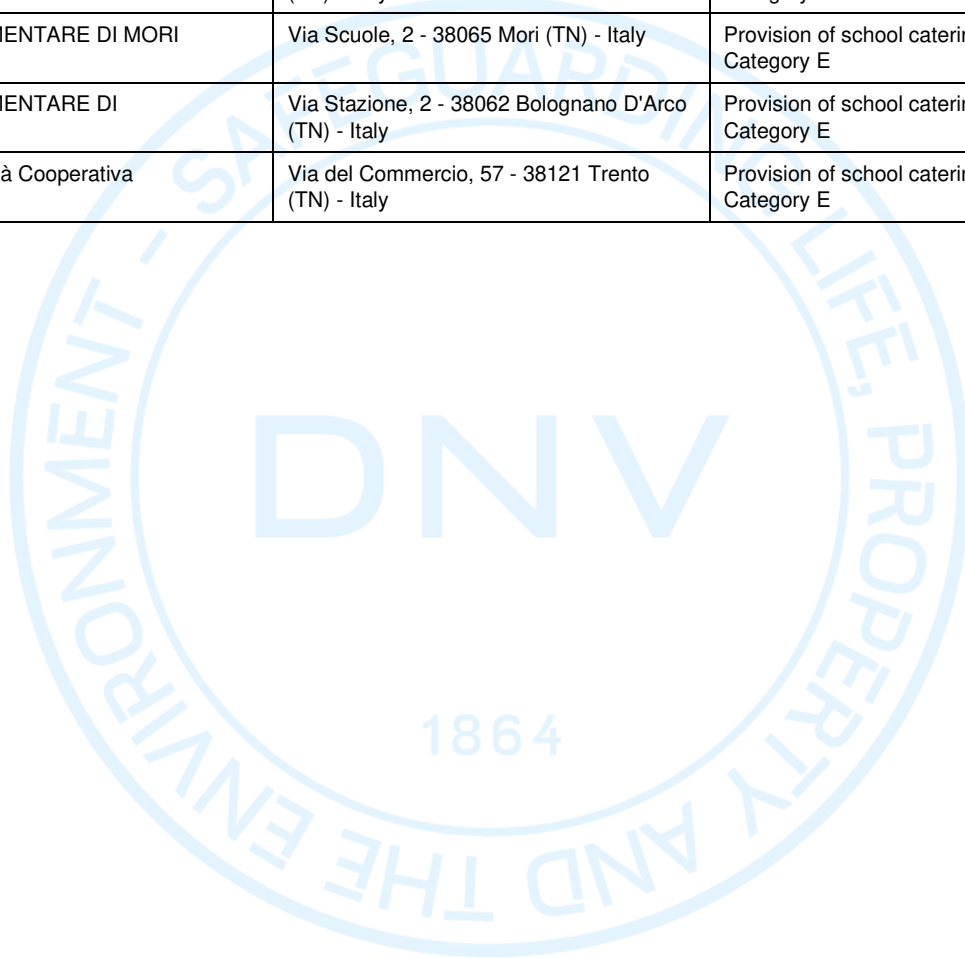 MENTARE DI MORI
Via Scuole, 2 - 38065 Mori (TN) - Italy
Provision of school caterin
Category E
MENTARE DI
Via Stazione, 2 - 38062 Bolognano D'Arco
(TN) - Italy
Provision of school caterin
Category E
à Cooperativa
Via del Commercio, 57 - 38121 Trento
(TN) - Italy
Provision of school caterin
Category E
SAFEGUARDING LIFE, PROPERTY AND THE ENVIRONMENT -
DNV
1864